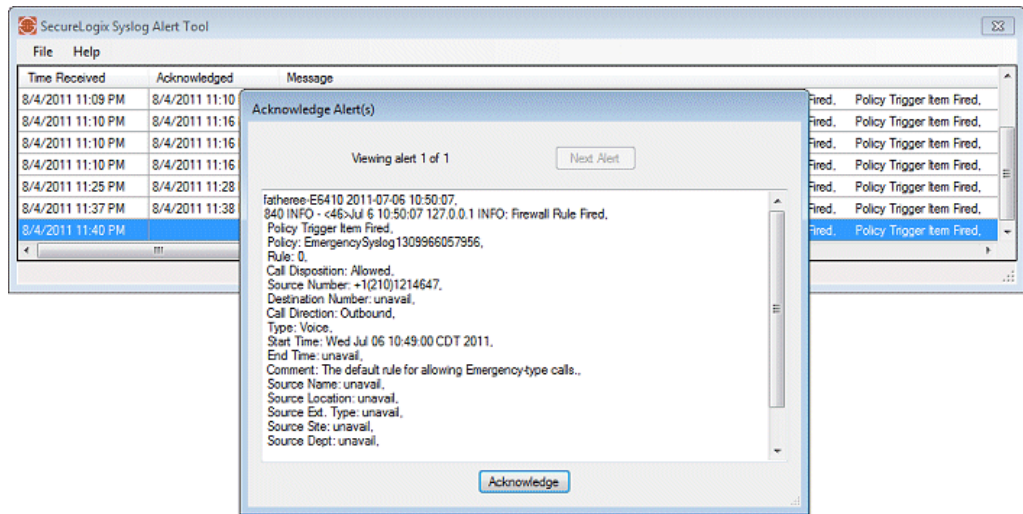 SecureLogix Syslog Alert Tool
File Help
Time Received Acknowledged Message
8/4/2011 11:09 PM 8/4/2011 11:10 Fired, Policy Trigger Item Fired,
8/4/2011 11:10 PM 8/4/2011 11:16 Fired, Policy Trigger Item Fired,
8/4/2011 11:10 PM 8/4/2011 11:16 Fired, Policy Trigger Item Fired,
8/4/2011 11:10 PM 8/4/2011 11:16 Fired, Policy Trigger Item Fired,
8/4/2011 11:25 PM 8/4/2011 11:28 Fired, Policy Trigger Item Fired,
8/4/2011 11:37 PM 8/4/2011 11:38 Fired, Policy Trigger Item Fired,
8/4/2011 11:40 PM Fired, Policy Trigger Item Fired,
Acknowledge Alert(s)
Viewing alert 1 of 1 Next Alert
fatheree-E6410 2011-07-06 10:50:07,
840 INFO - <46>Jul 6 10:50:07 127.0.0.1 INFO: Firewall Rule Fired,
Policy Trigger Item Fired,
Policy: EmergencySyslog1309966057956,
Rule: 0,
Call Disposition: Allowed,
Source Number: +1(210)1214647,
Destination Number: unavail,
Call Direction: Outbound,
Type: Voice,
Start Time: Wed Jul 06 10:49:00 CDT 2011,
End Time: unavail,
Comment: The default rule for allowing Emergency-type calls.,
Source Name: unavail,
Source Location: unavail,
Source Ext. Type: unavail,
Source Site: unavail,
Source Dept: unavail,
Acknowledge